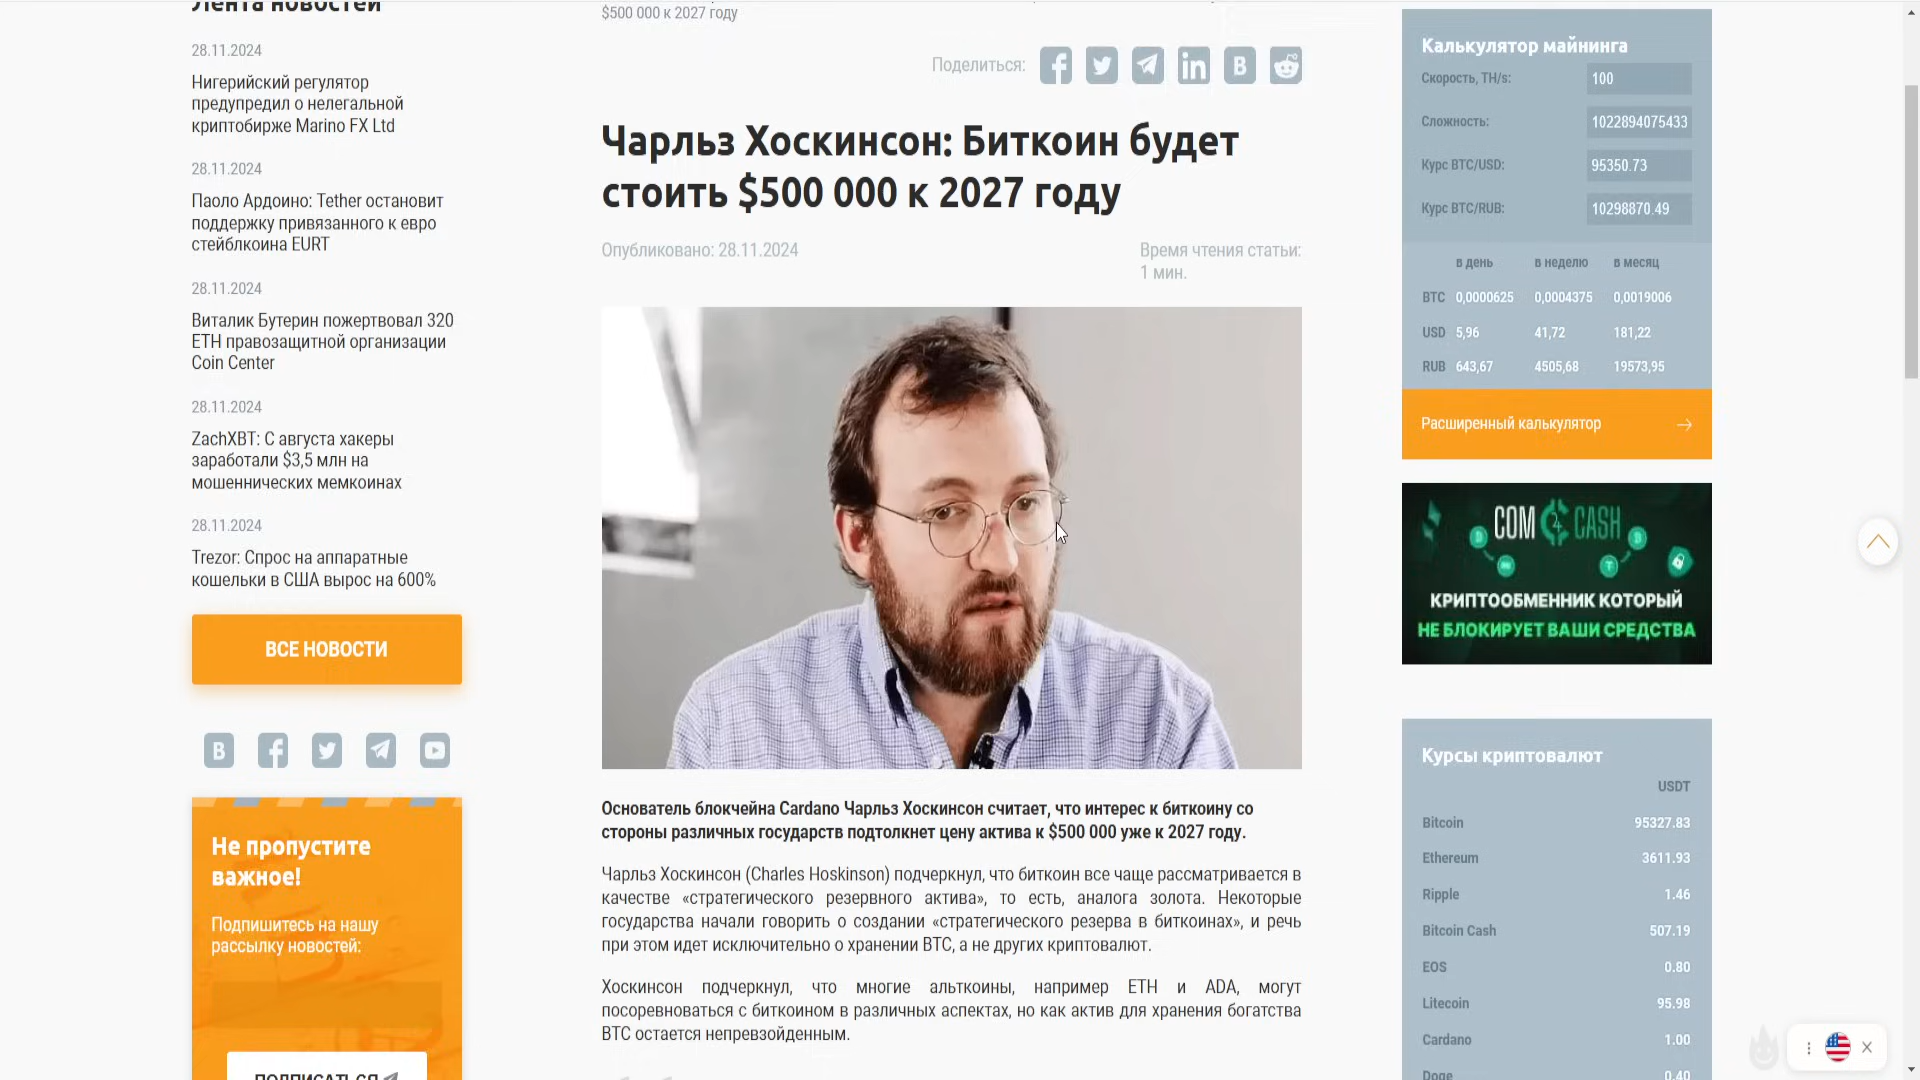 Лента новостей
28.11.2024
Нигерийский регулятор
предупредил о нелегальной
криптобирже Marino FX Ltd
28.11.2024
Паоло Ардоино: Tether остановит
поддержку привязанного к евро
стейблкоина EURT
28.11.2024
Виталик Бутерин пожертвовал 320
ETH правозащитной организации
Coin Center
28.11.2024
ZachXBT: С августа хакеры
заработали $3,5 млн на
мошеннических мемкоинах
28.11.2024
Trezor: Спрос на аппаратные
кошельки в США вырос на 600%
ВСЕ НОВОСТИ
Не пропустите
важное!
Подпишитесь на нашу
рассылку новостей:
ПОДПИСАТЬСЯ
$500 000 к 2027 году
Поделиться:
Чарльз Хоскинсон: Биткоин будет
стоить $500 000 к 2027 году
Опубликовано: 28.11.2024
Время чтения статьи:
1 мин.
Основатель блокчейна Cardano Чарльз Хоскинсон считает, что интерес к биткоину со
стороны различных государств подтолкнет цену актива к $500 000 уже к 2027 году.
Чарльз Хоскинсон (Charles Hoskinson) подчеркнул, что биткоин все чаще рассматривается в
качестве «стратегического резервного актива», то есть, аналога золота. Некоторые
государства начали говорить о создании «стратегического резерва в биткоинах», и речь
при этом идет исключительно о хранении BTC, а не других криптовалют.
Хоскинсон подчеркнул, что многие альткоины, например ETH и ADA, могут
посоревноваться с биткоином в различных аспектах, но как актив для хранения богатства
BTC остается непревзойденным.
Калькулятор майнинга
Скорость, TH/s: 100
Сложность: 1022894075433
Курс BTC/USD: 95350.73
Курс BTC/RUB: 10298870.49
в день в неделю в месяц
BTC 0,0000625 0,0004375 0,0019006
USD 5,96 41,72 181,22
RUB 643,67 4505,68 19573,95
Расширенный калькулятор
COM CASH
КРИПТООБМЕННИК КОТОРЫЙ
НЕ БЛОКИРУЕТ ВАШИ СРЕДСТВА
Курсы криптовалют
USDT
Bitcoin 95327.83
Ethereum 3611.93
Ripple 1.46
Bitcoin Cash 507.19
EOS 0.80
Litecoin 95.98
Cardano 1.00
Doge 0.40